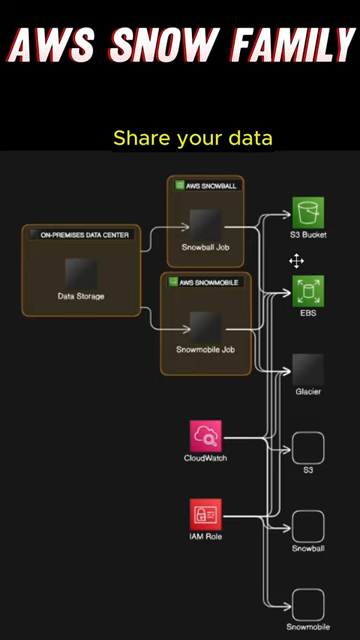 AWS SNOW FAMILY
Share your data
AWS SNOWBALL
ON-PREMISES DATA CENTER
Snowball Job
S3 Bucket
AWS SNOWMOBILE
Data Storage
EBS
Snowmobile Job
Glacier
CloudWatch
S3
IAM Role
Snowball
Snowmobile